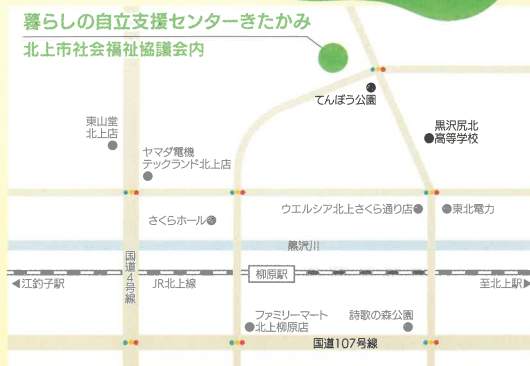 暮らしの自立支援センターきたかみ
北上市社会福祉協議会内
てんぼう公園
東山堂
北上店
黒沢尻北
高等学校
ヤマダ電機
テックランド北上店
ウエルシア北上さくら通り店
東北電力
さくらホール
黒沢川
国道4号線
柳原駅
◀江釣子駅
JR北上線
至北上駅▶
ファミリーマート
北上柳原店
詩歌の森公園
国道107号線